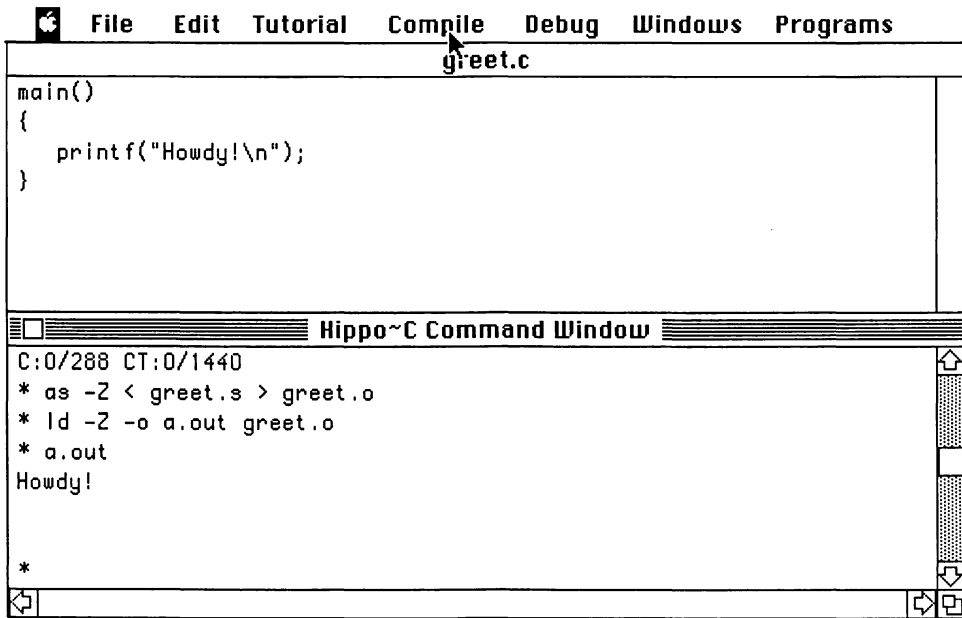 File Edit Tutorial Compile Debug Windows Programs
greet.c
main()
{
   printf("Howdy!\n");
}
Hippo~C Command Window
C:0/288 CT:0/1440
* as -Z < greet.s > greet.o
* ld -Z -o a.out greet.o
* a.out
Howdy!
*